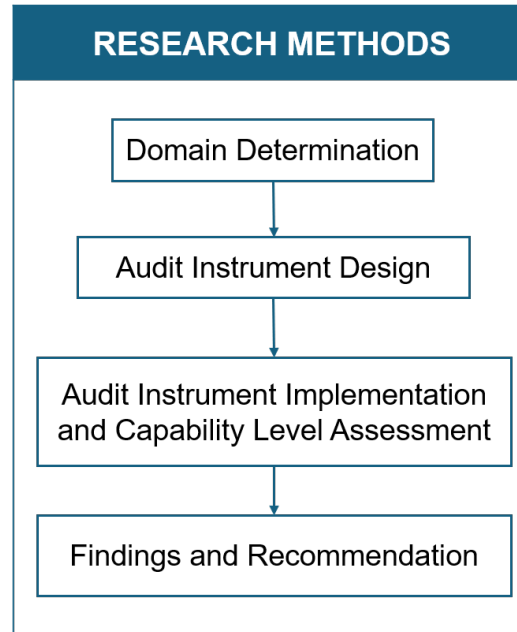 RESEARCH METHODS
Domain Determination
Audit Instrument Design
Audit Instrument Implementation
and Capability Level Assessment
Findings and Recommendation